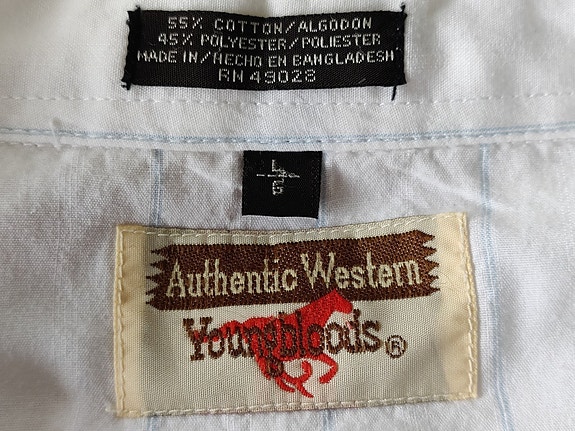 55% COTTON/ALGODON
45% POLYESTER/POLIESTER
MADE IN/HECHO EN BANGLADESH
RN 49028
L
G
Authentic Western
Youngbloods®